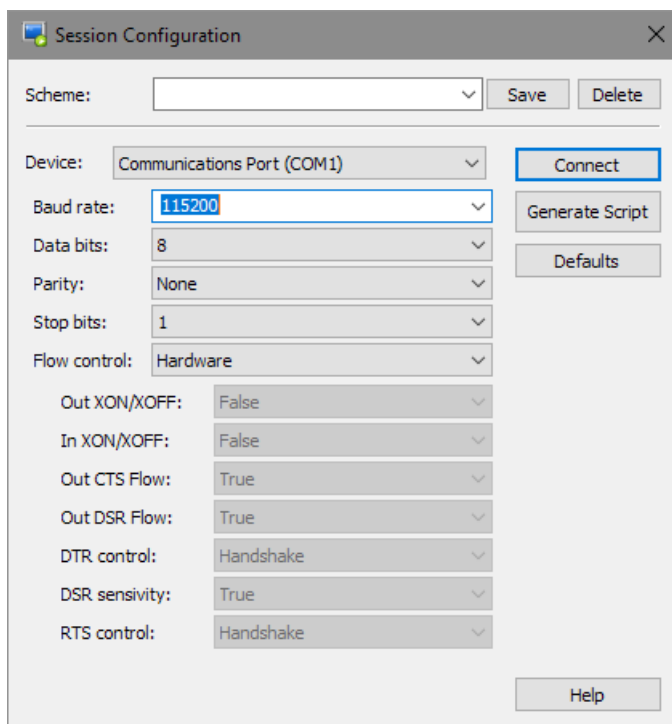 Session Configuration
Scheme: Save Delete
Device: Communications Port (COM1) Connect
Baud rate: 115200 Generate Script
Data bits: 8 Defaults
Parity: None
Stop bits: 1
Flow control: Hardware
Out XON/XOFF: False
In XON/XOFF: False
Out CTS Flow: True
Out DSR Flow: True
DTR control: Handshake
DSR sensivity: True
RTS control: Handshake
Help